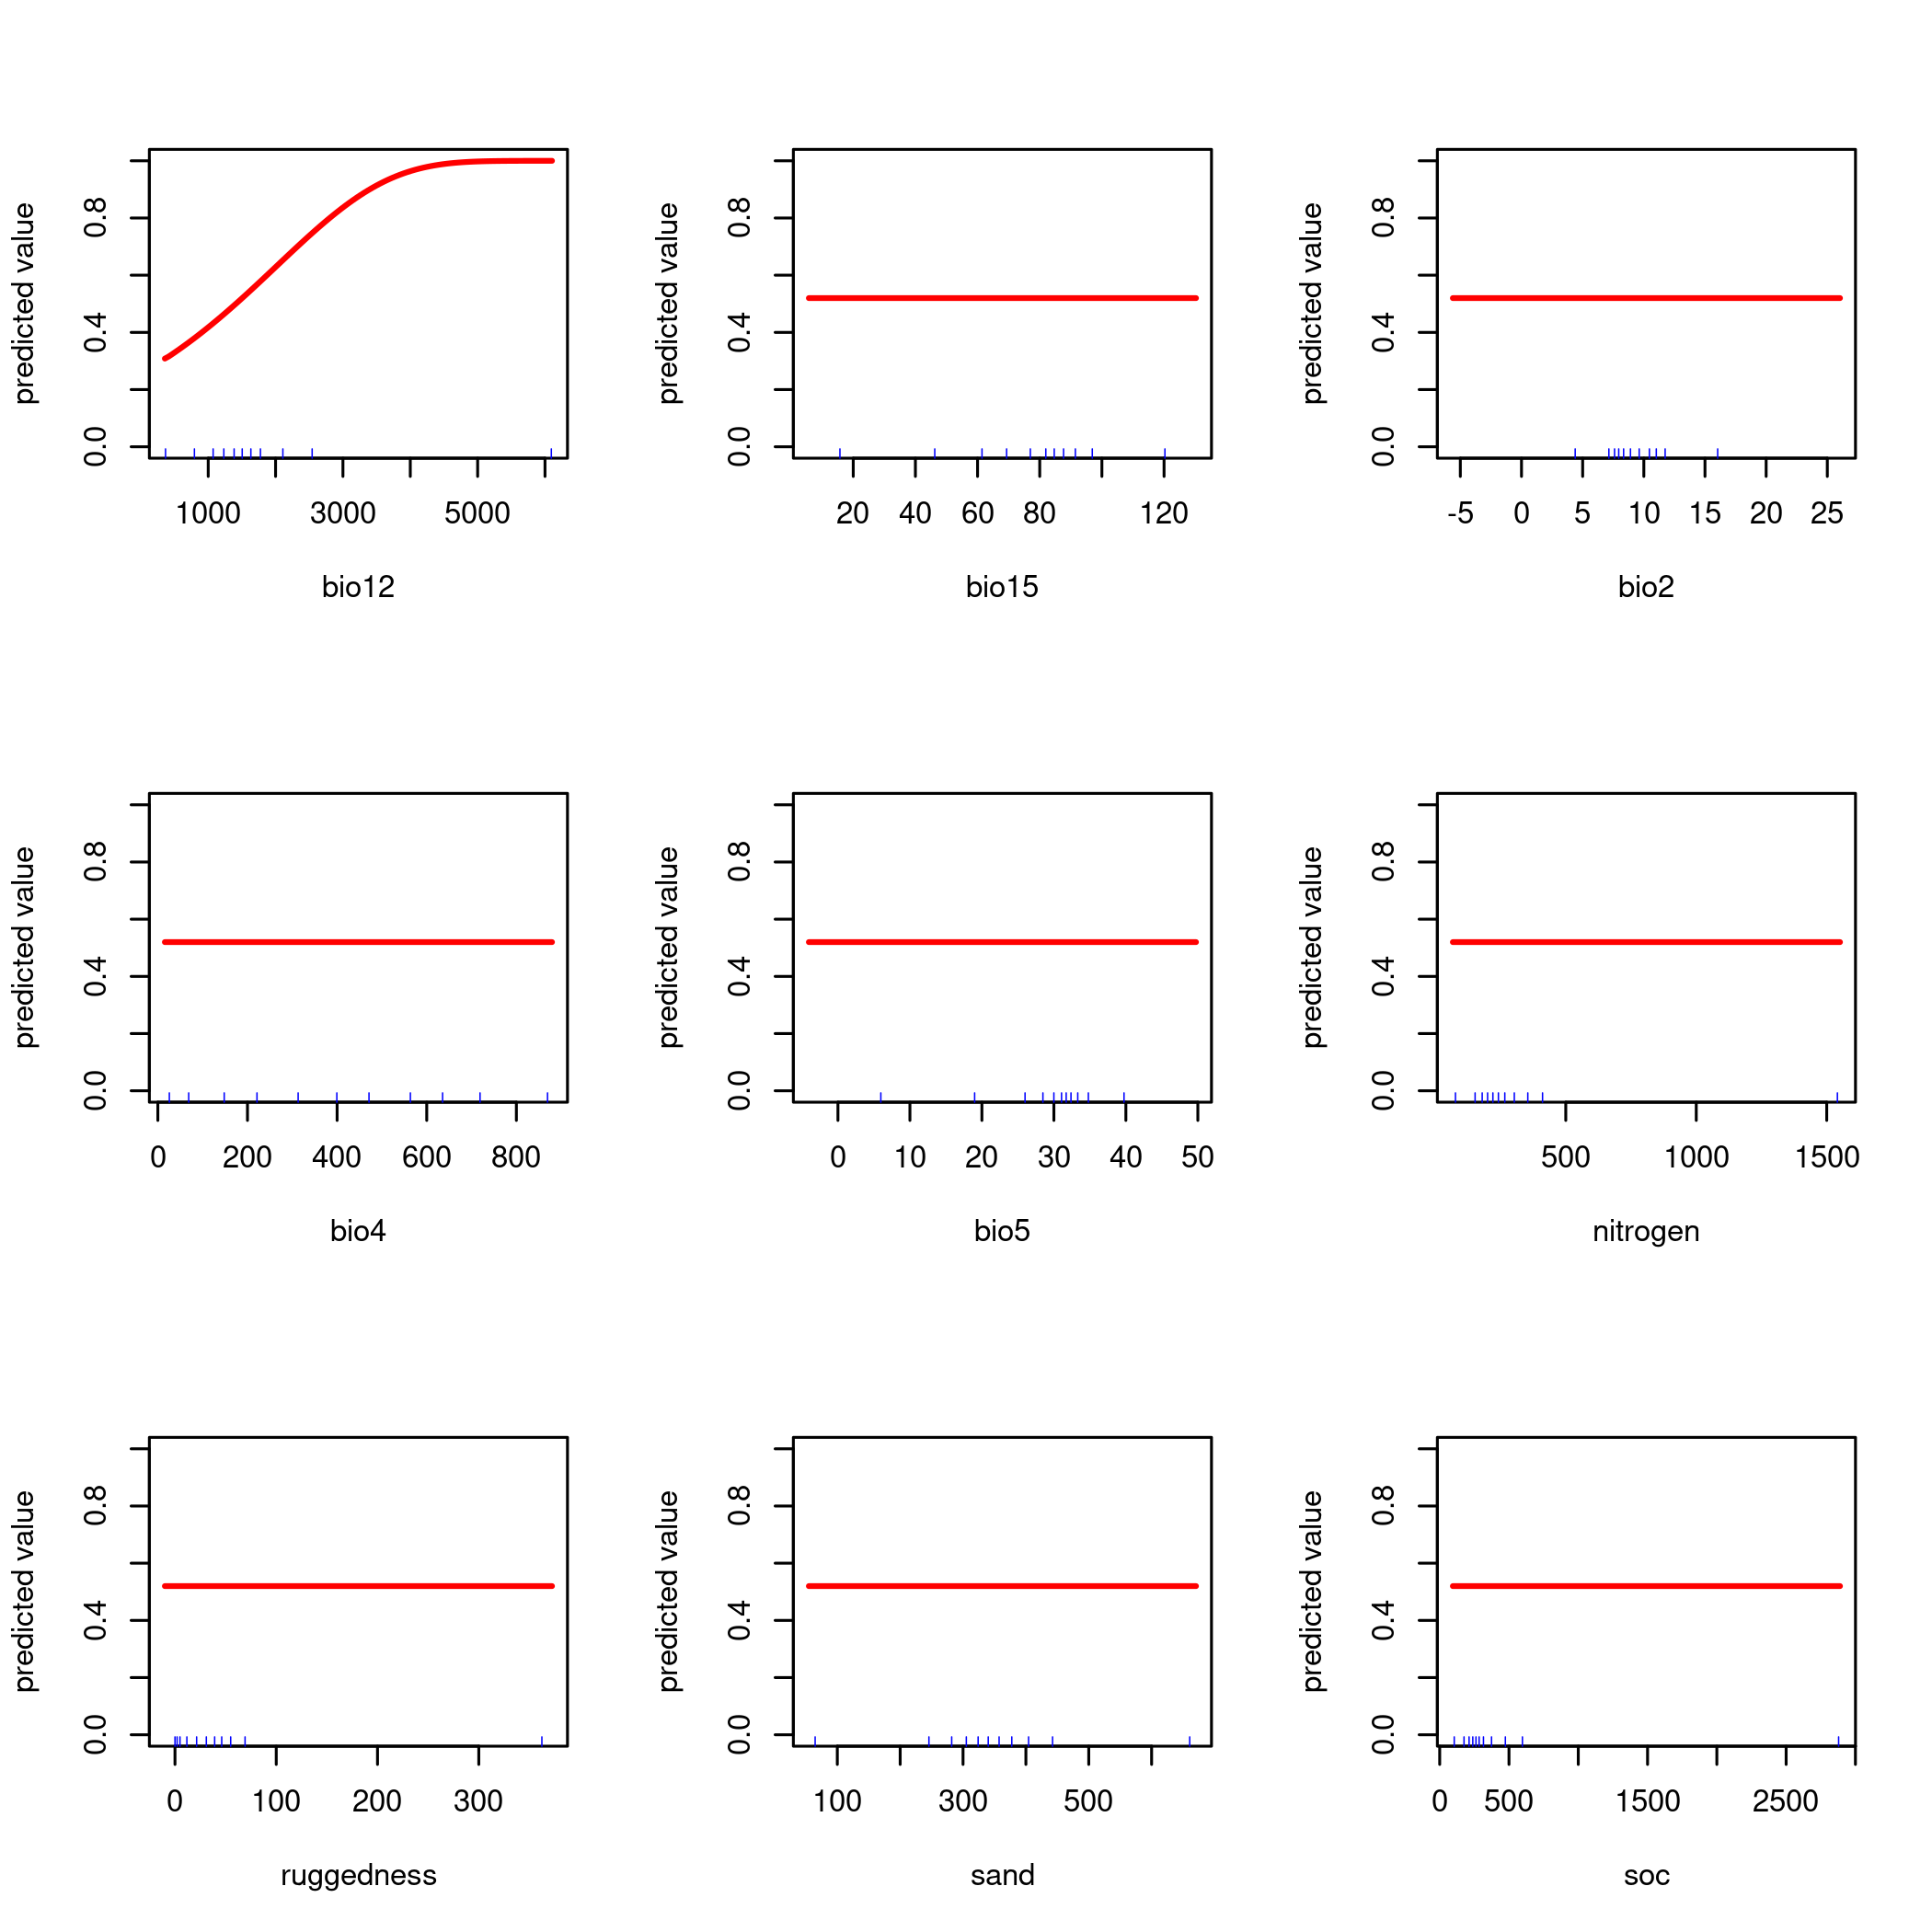 predicted value
0.0 0.4 0.8
1000 3000 5000
bio12
predicted value
0.0 0.4 0.8
20 40 60 80 120
bio15
predicted value
0.0 0.4 0.8
-5 0 5 10 15 20 25
bio2
predicted value
0.0 0.4 0.8
0 200 400 600 800
bio4
predicted value
0.0 0.4 0.8
0 10 20 30 40 50
bio5
predicted value
0.0 0.4 0.8
500 1000 1500
nitrogen
predicted value
0.0 0.4 0.8
0 100 200 300
ruggedness
predicted value
0.0 0.4 0.8
100 300 500
sand
predicted value
0.0 0.4 0.8
0 500 1500 2500
soc